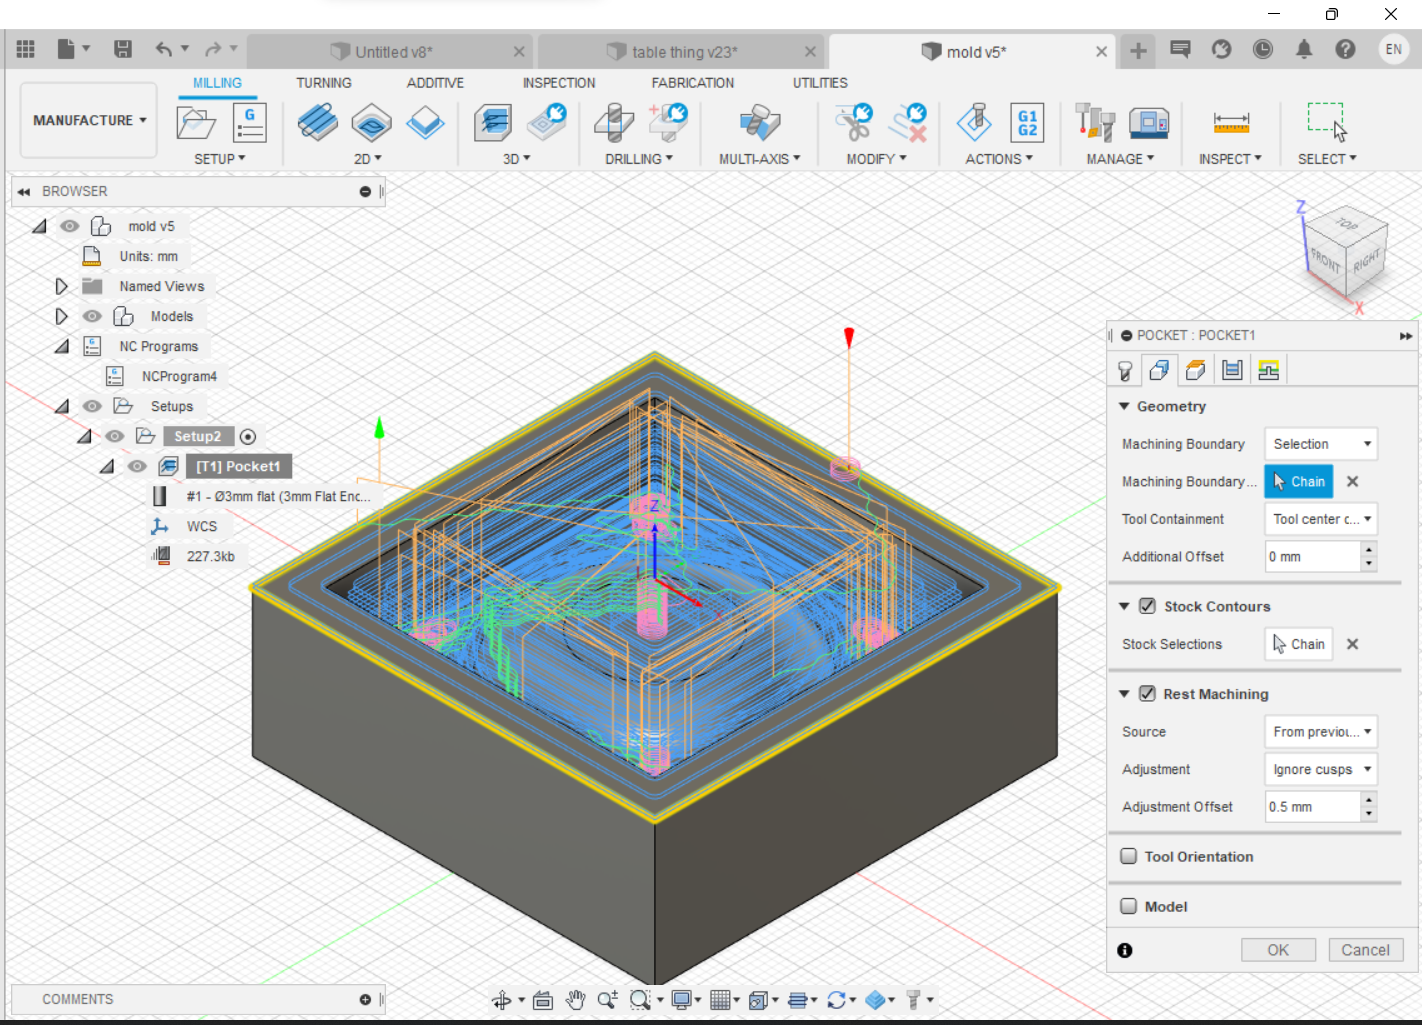 Untitled v8*
table thing v23*
mold v5*
EN
MANUFACTURE
MILLING
TURNING
ADDITIVE
INSPECTION
FABRICATION
UTILITIES
G
G1
G2
SETUP
2D
3D
DRILLING
MULTI-AXIS
MODIFY
ACTIONS
MANAGE
INSPECT
SELECT
BROWSER
mold v5
Units: mm
Named Views
Models
NC Programs
NCProgram4
Setups
Setup2
[T1] Pocket1
#1 - Ø3mm flat (3mm Flat Enc...
WCS
227.3kb
Z
Z
TOP
FRONT
RIGHT
X
POCKET : POCKET1
Geometry
Machining Boundary
Selection
Machining Boundary...
Chain
Tool Containment
Tool center c...
Additional Offset
0 mm
Stock Contours
Stock Selections
Chain
Rest Machining
Source
From previou...
Adjustment
Ignore cusps
Adjustment Offset
0.5 mm
Tool Orientation
Model
OK
Cancel
COMMENTS